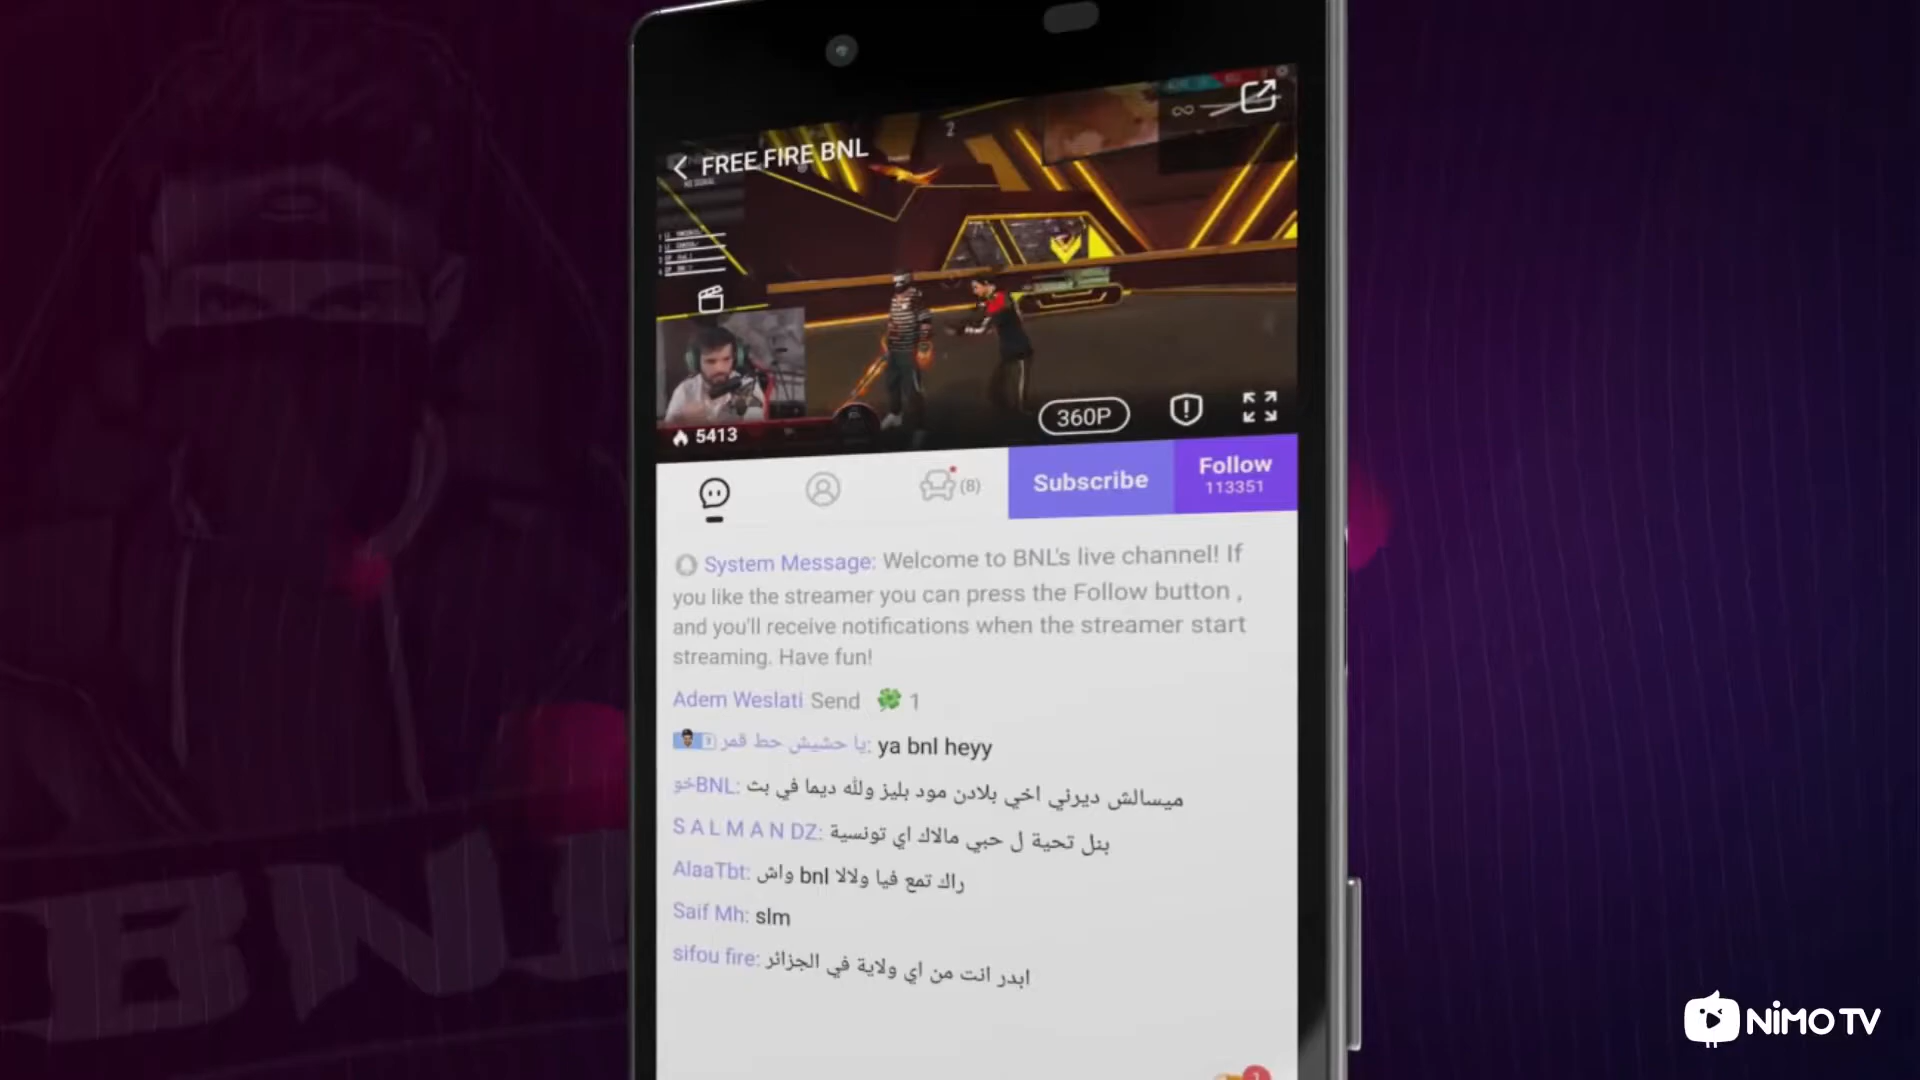 FREE FIRE BNL
2
5413
360P
(8)
Subscribe
Follow
113351
System Message: Welcome to BNL's live channel! If
you like the streamer you can press the Follow button ,
and you'll receive notifications when the streamer start
streaming. Have fun!
Adem Weslati Send 1
يا حشيش حط قمر: ya bnl heyy
خوBNL: ميسالش ديرني اخي بلادن مود بليز ولله ديما في بث
S A L M A N DZ: بنل تحية ل حبي مالاك اي تونسية
AlaaTbt: واش bnl راك تمع فيا ولالا
Saif Mh: slm
sifou fire: ابدر انت من اي ولاية في الجزائر
BNL
NIMO TV